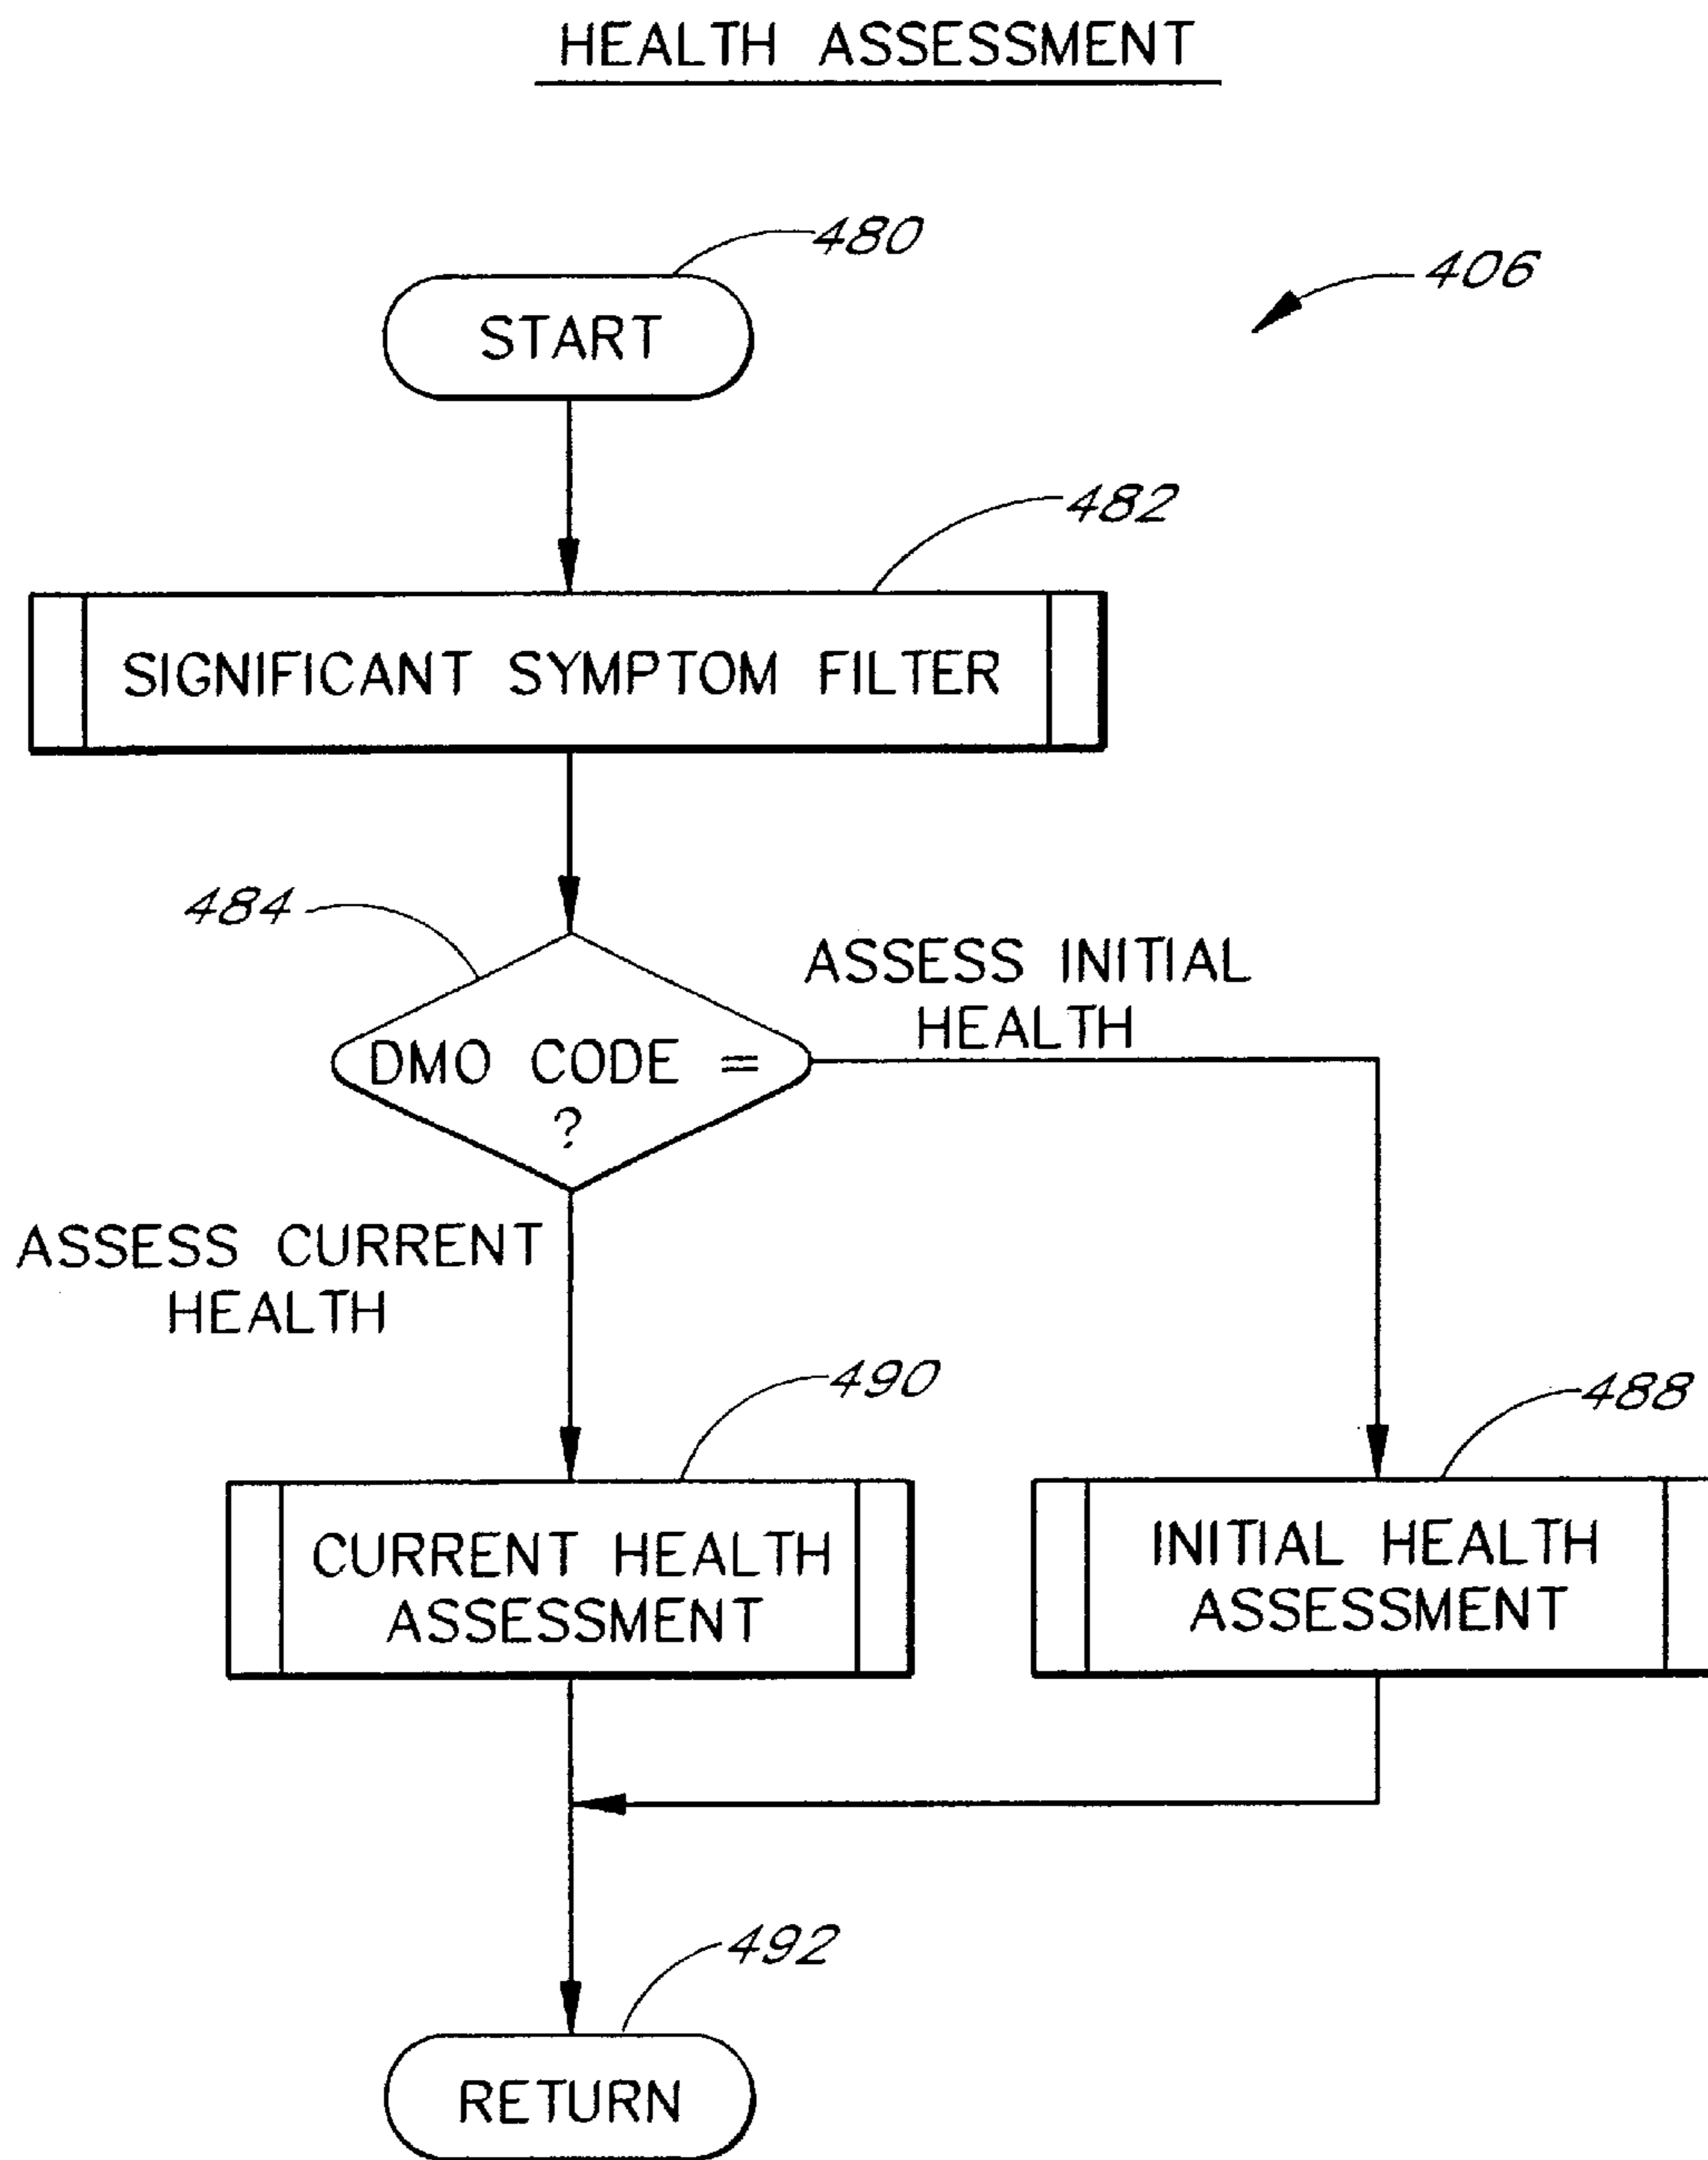 HEALTH ASSESSMENT
480
406
START
482
SIGNIFICANT SYMPTOM FILTER
484
ASSESS INITIAL
HEALTH
DMO CODE =
?
ASSESS CURRENT
HEALTH
490
488
CURRENT HEALTH
ASSESSMENT
INITIAL HEALTH
ASSESSMENT
492
RETURN